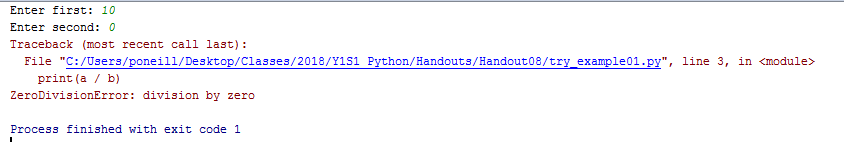 Enter first: 10
Enter second: 0
Traceback (most recent call last):
  File "C:/Users/poneill/Desktop/Classes/2018/Y1S1 Python/Handouts/Handout08/try_example01.py", line 3, in <module>
    print(a / b)
ZeroDivisionError: division by zero

Process finished with exit code 1